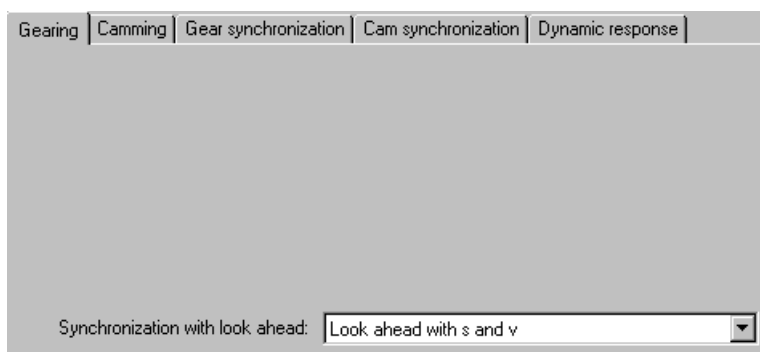 Gearing Camming Gear synchronization Cam synchronization Dynamic response
Synchronization with look ahead: Look ahead with s and v